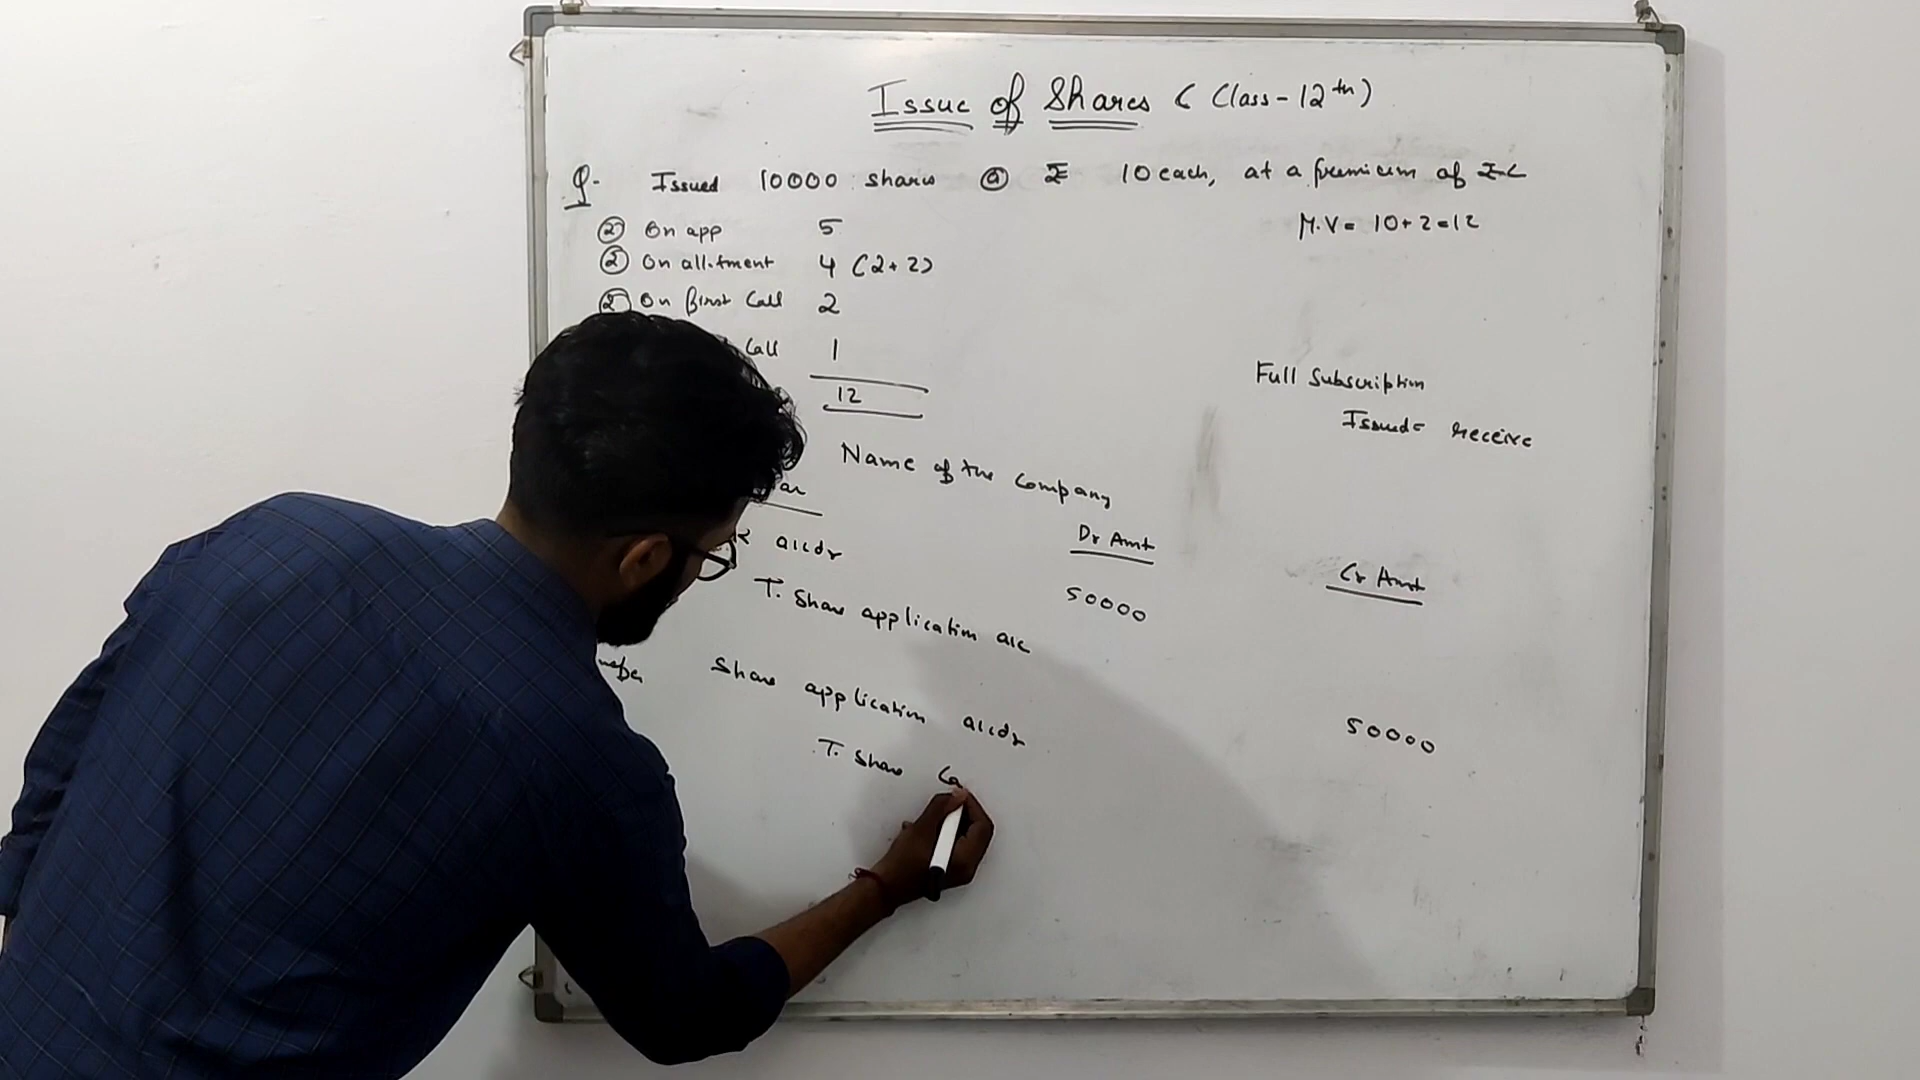 Issue of Shares ( Class-12th)
Q- Issued 10000 shares @ ₹ 10 each, at a premium of ₹2
② On app 5
M.V= 10+2=12
② On allotment 4 (2+2)
② On first Call 2
Call 1
12
Full Subscription
Issued= receive
Name of the Company
Dr Amt
Cr Amt
a/c dr
50000
T. Share application a/c
50000
Share application a/c dr
T. Share Ca